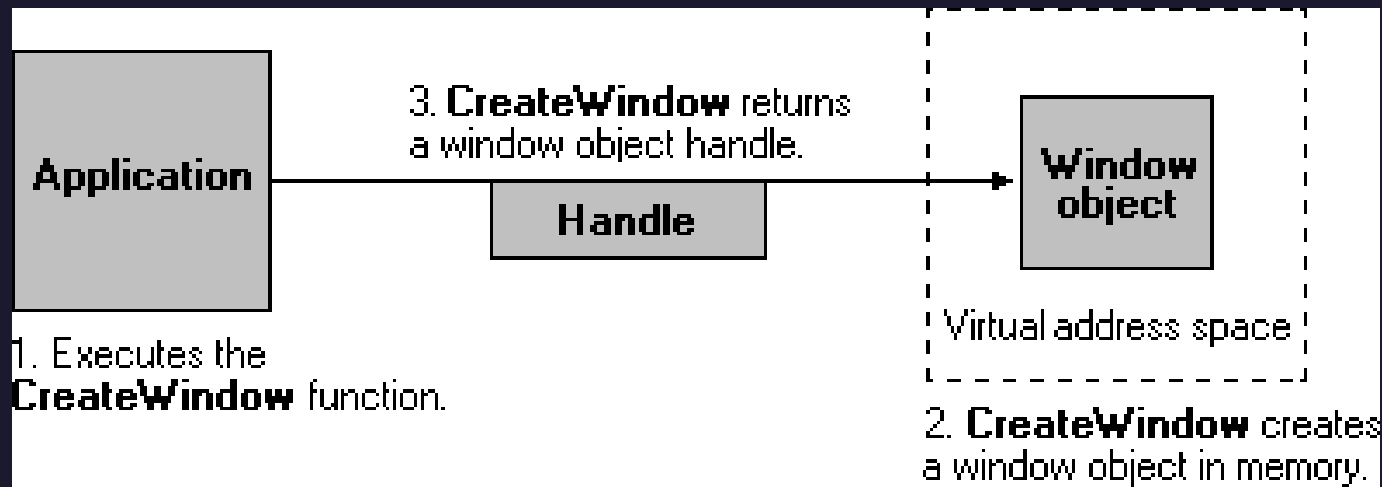 Application
3. CreateWindow returns
a window object handle.
Handle
Window
object
Virtual address space
1. Executes the
CreateWindow function.
2. CreateWindow creates
a window object in memory.